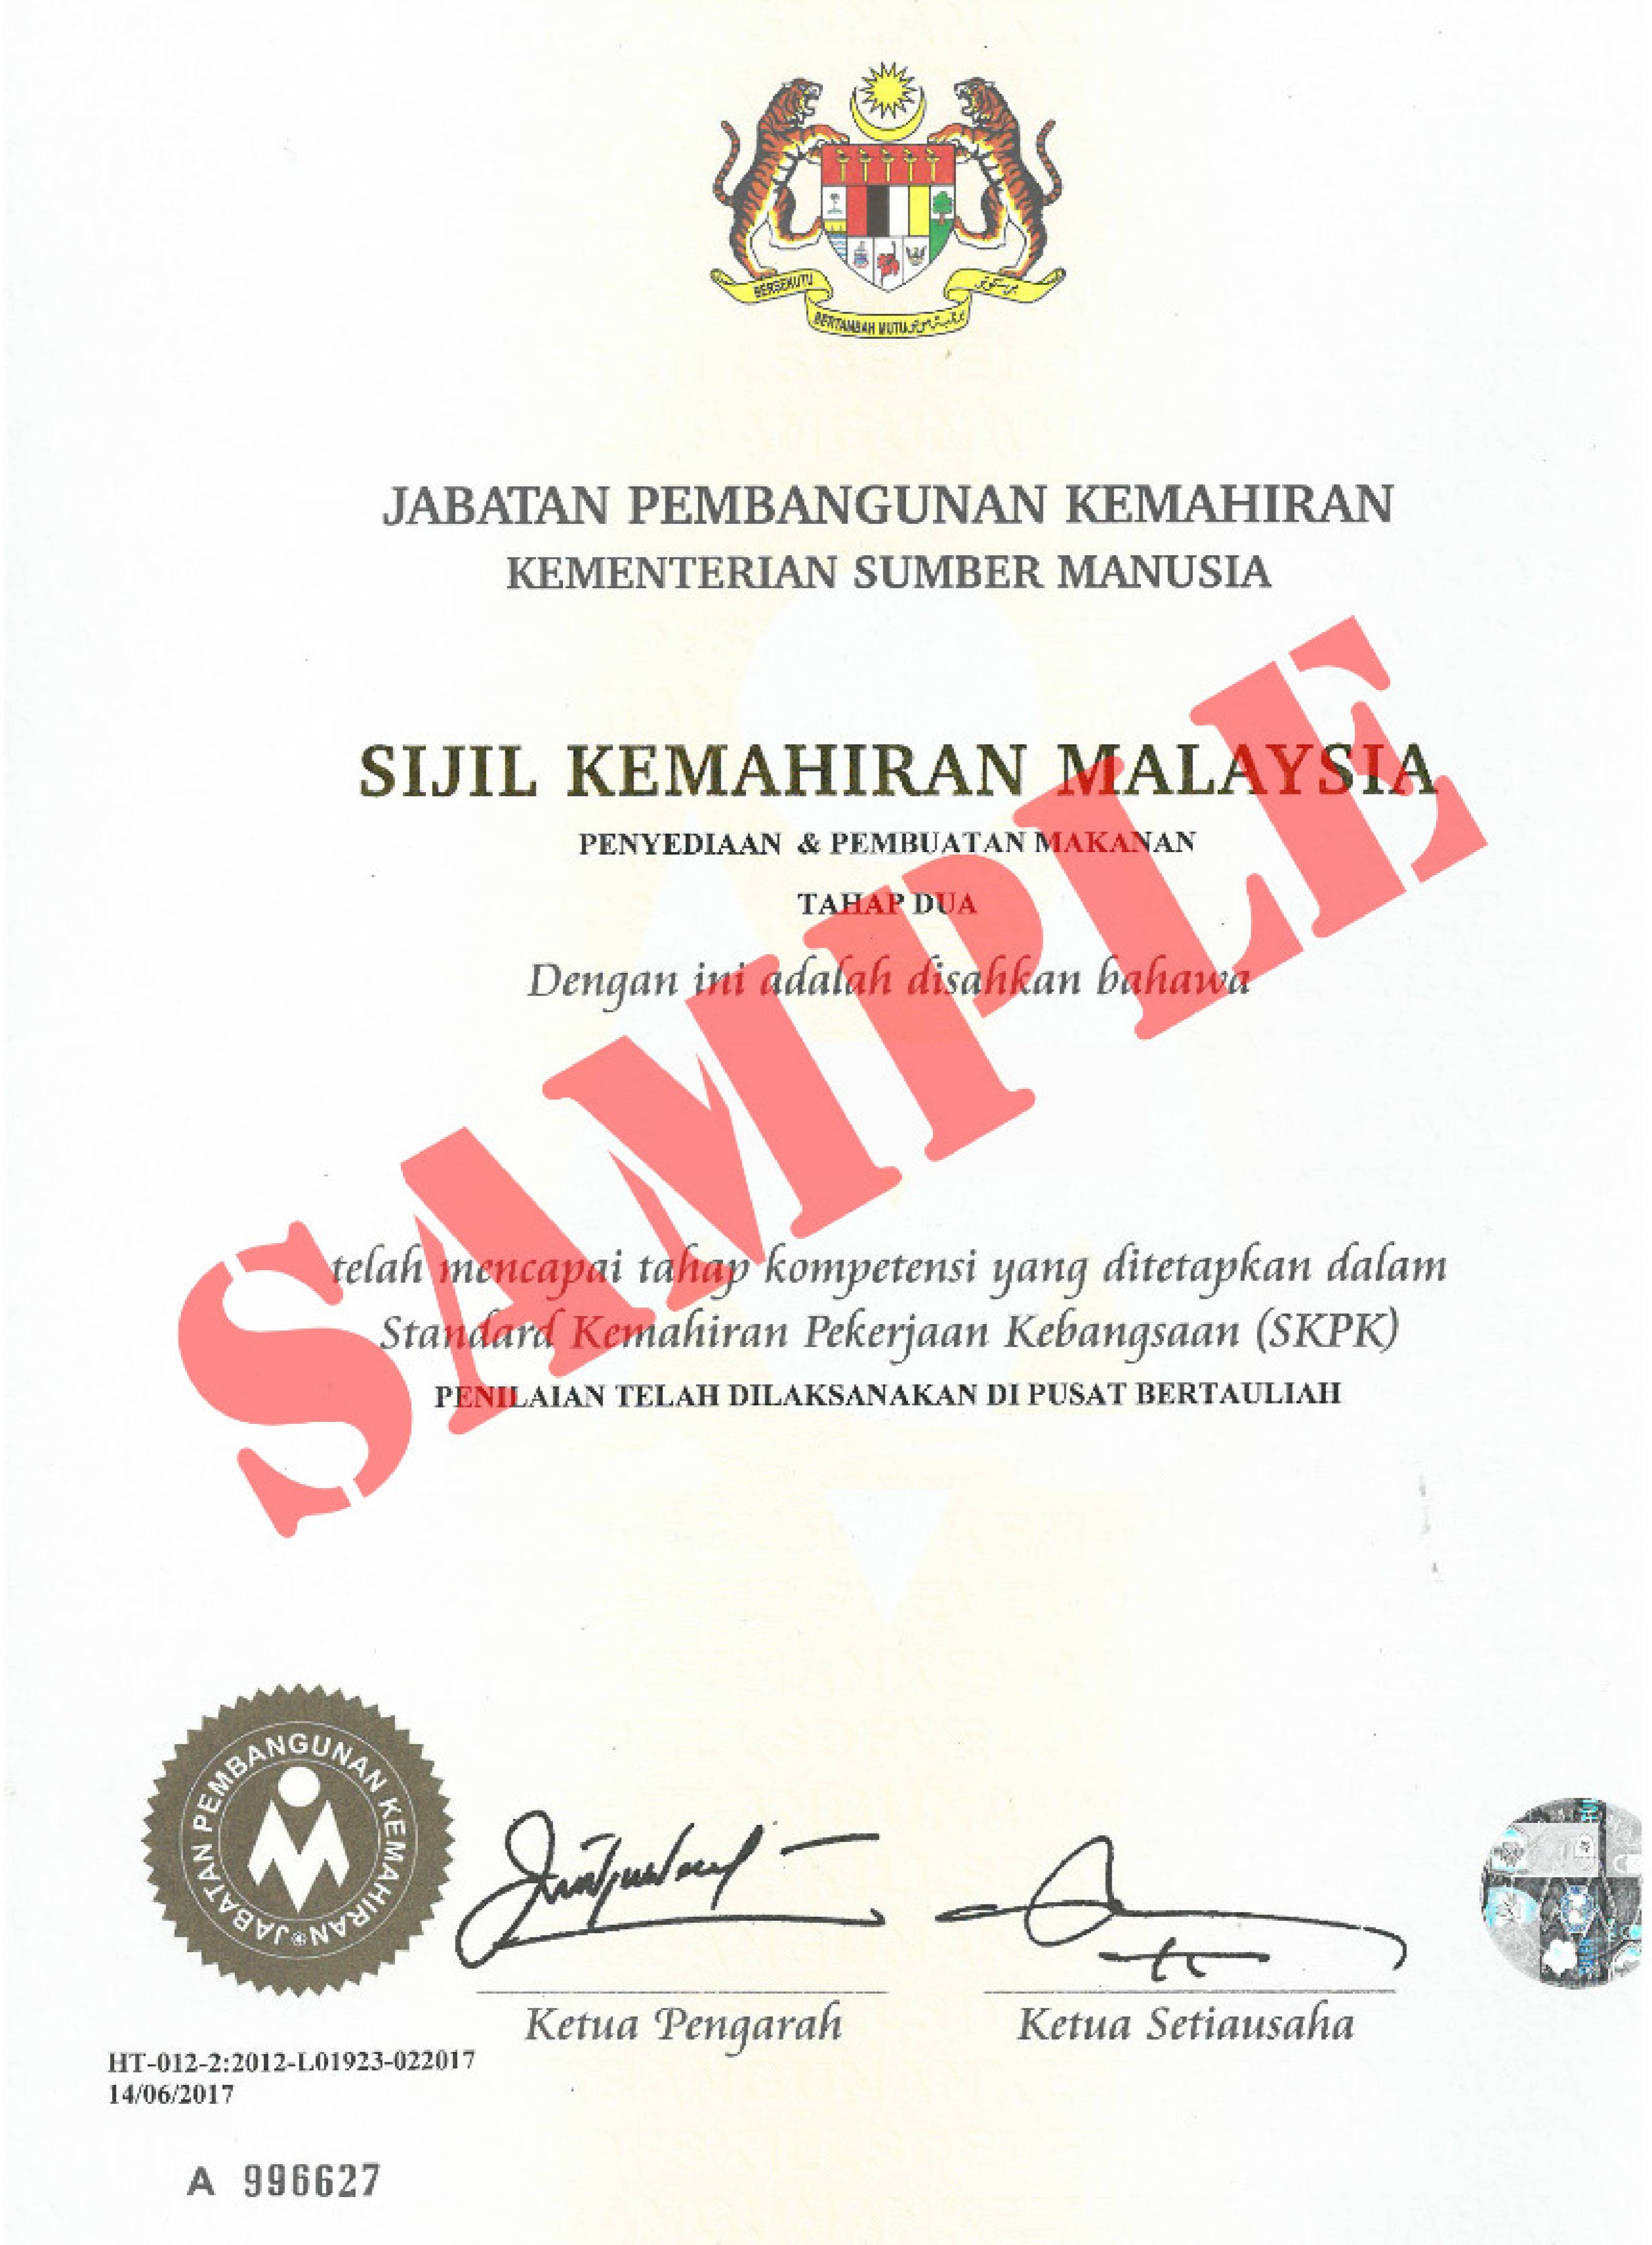 BERSEKUTU
BERTAMBAH MUTU
JABATAN PEMBANGUNAN KEMAHIRAN
KEMENTERIAN SUMBER MANUSIA
SIJIL KEMAHIRAN MALAYSIA
PENYEDIAAN & PEMBUATAN MAKANAN
TAHAP DUA
Dengan ini adalah disahkan bahawa
SAMPLE
telah mencapai tahap kompetensi yang ditetapkan dalam
Standard Kemahiran Pekerjaan Kebangsaan (SKPK)
PENILAIAN TELAH DILAKSANAKAN DI PUSAT BERTAULIAH
JABATAN PEMBANGUNAN KEMAHIRAN
Ketua Pengarah
Ketua Setiausaha
HT-012-2:2012-L01923-022017
14/06/2017
A 996627